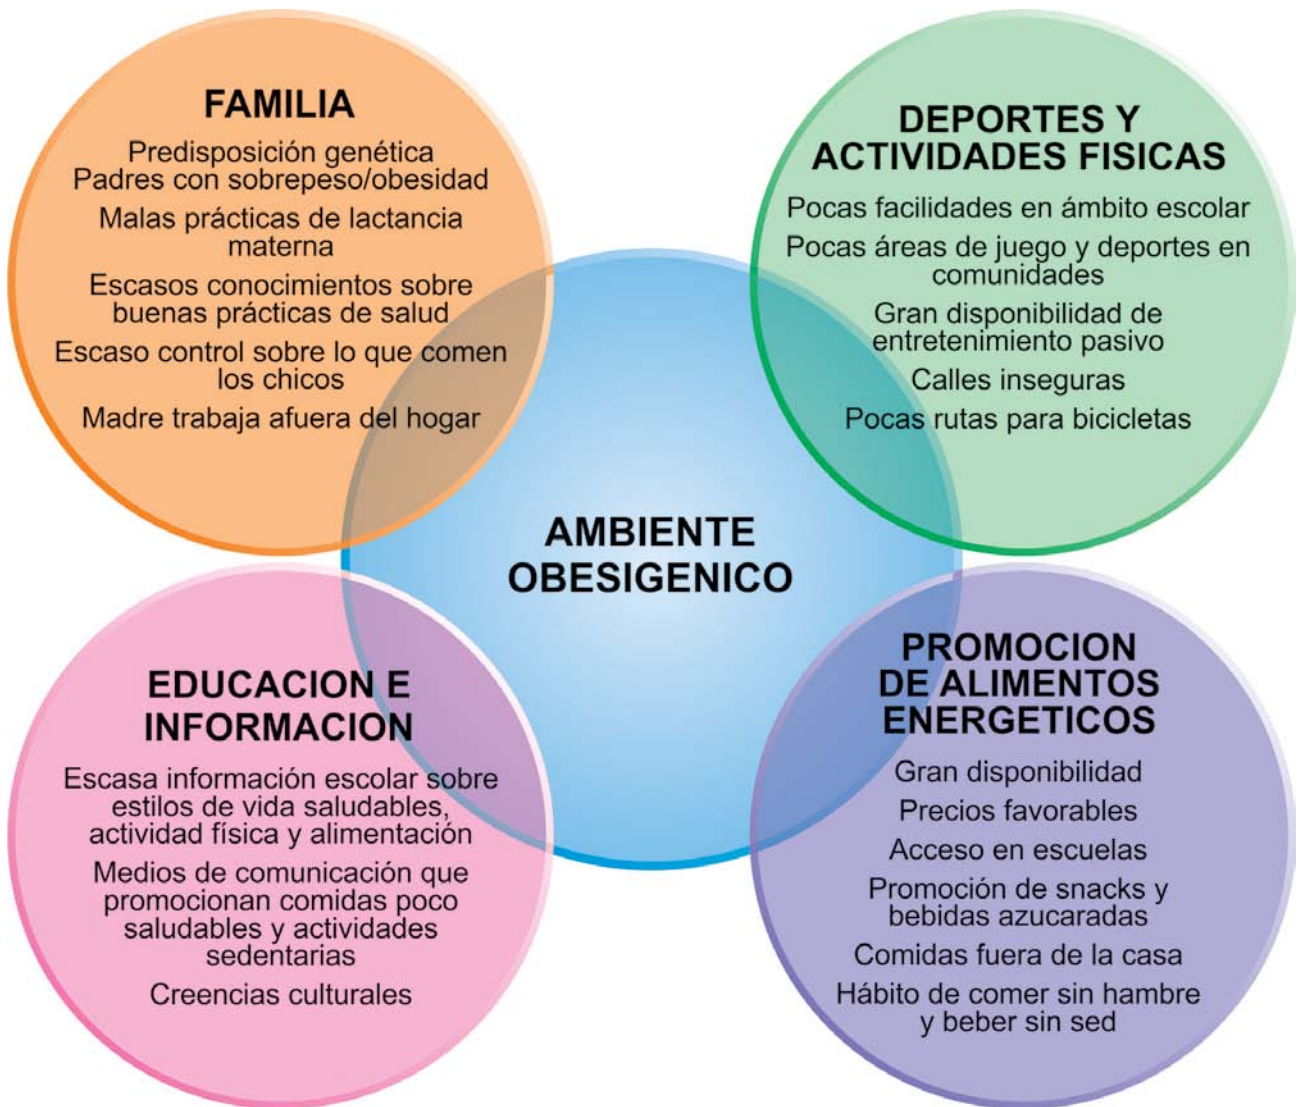 FAMILIA
Predisposición genética
Padres con sobrepeso/obesidad
Malas prácticas de lactancia
materna
Escasos conocimientos sobre
buenas prácticas de salud
Escaso control sobre lo que comen
los chicos
Madre trabaja afuera del hogar
DEPORTES Y
ACTIVIDADES FISICAS
Pocas facilidades en ámbito escolar
Pocas áreas de juego y deportes en
comunidades
Gran disponibilidad de
entretenimiento pasivo
Calles inseguras
Pocas rutas para bicicletas
AMBIENTE
OBESIGENICO
EDUCACION E
INFORMACION
Escasa información escolar sobre
estilos de vida saludables,
actividad física y alimentación
Medios de comunicación que
promocionan comidas poco
saludables y actividades
sedentarias
Creencias culturales
PROMOCION
DE ALIMENTOS
ENERGETICOS
Gran disponibilidad
Precios favorables
Acceso en escuelas
Promoción de snacks y
bebidas azucaradas
Comidas fuera de la casa
Hábito de comer sin hambre
y beber sin sed